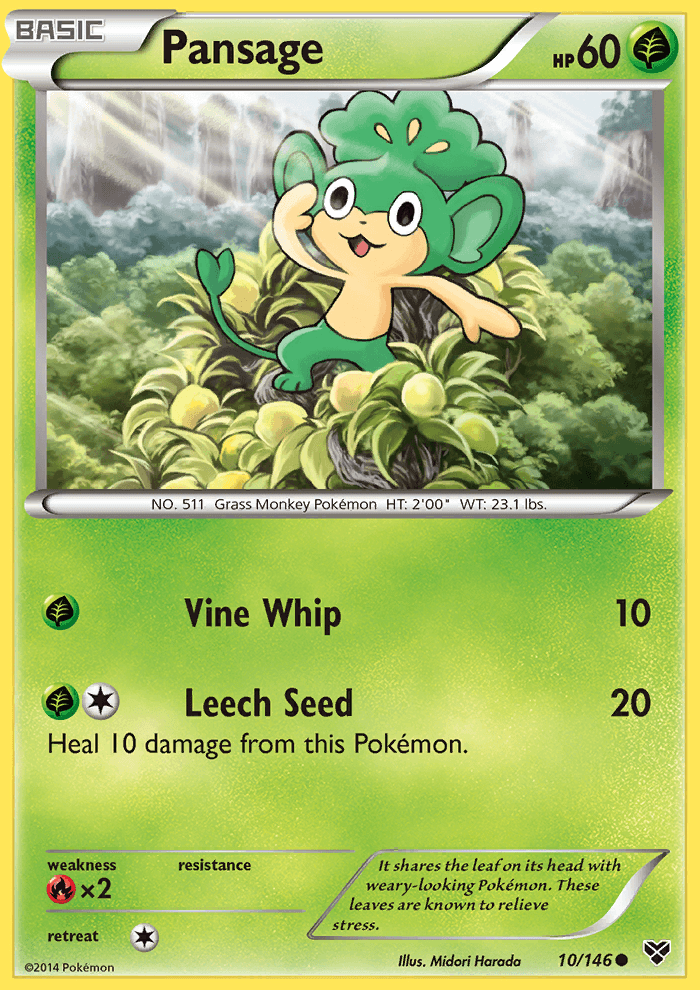 BASIC
Pansage
HP60
NO. 511 Grass Monkey Pokémon HT: 2'00" WT: 23.1 lbs.
Vine Whip 10
Leech Seed 20
Heal 10 damage from this Pokémon.
weakness resistance
×2
It shares the leaf on its head with
weary-looking Pokémon. These
leaves are known to relieve
stress.
retreat
Illus. Midori Harada 10/146
©2014 Pokémon